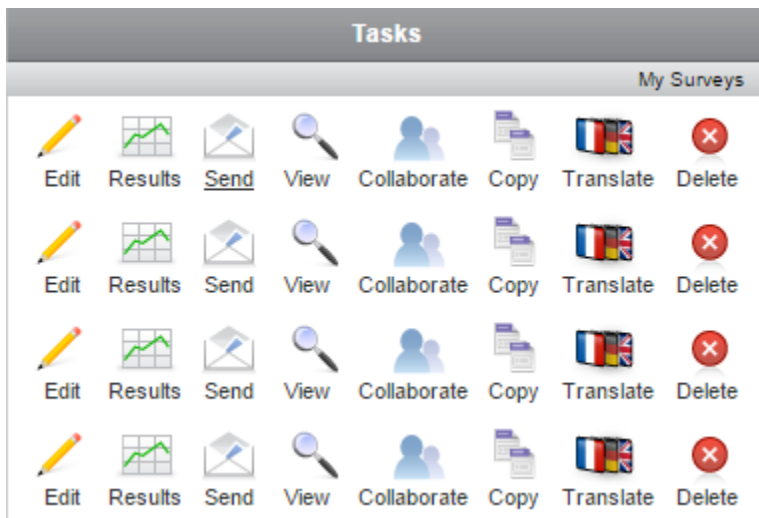 Tasks
My Surveys
Edit Results Send View Collaborate Copy Translate Delete
Edit Results Send View Collaborate Copy Translate Delete
Edit Results Send View Collaborate Copy Translate Delete
Edit Results Send View Collaborate Copy Translate Delete